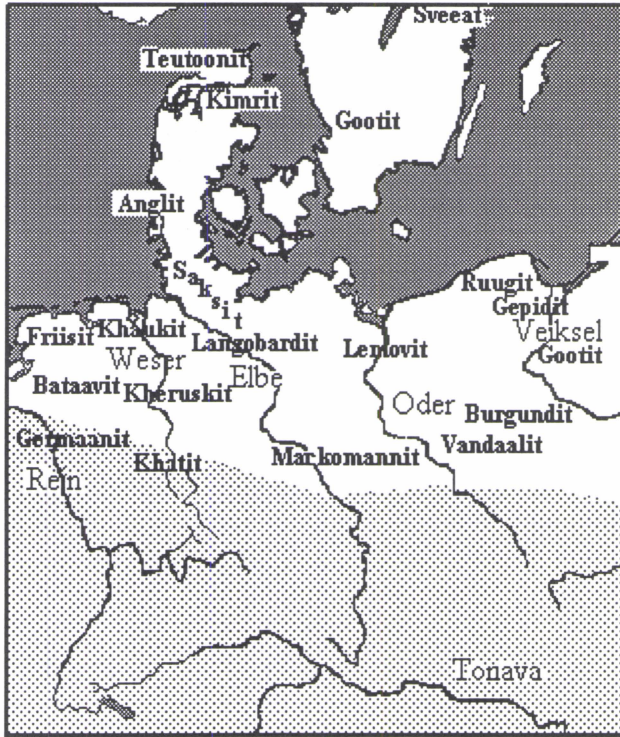 Sveeat
Teutoonit
Kimrit
Gootit
Anglit
Saksit
Ruugit
Gepidit
Friisit
Khaukit
Veiksel
Langobardit
Lemovit
Gootit
Weser
Elbe
Bataavit
Kheruskit
Oder
Burgundit
Germaanit
Vandaalit
Khatit
Markomannit
Rein
Tonava